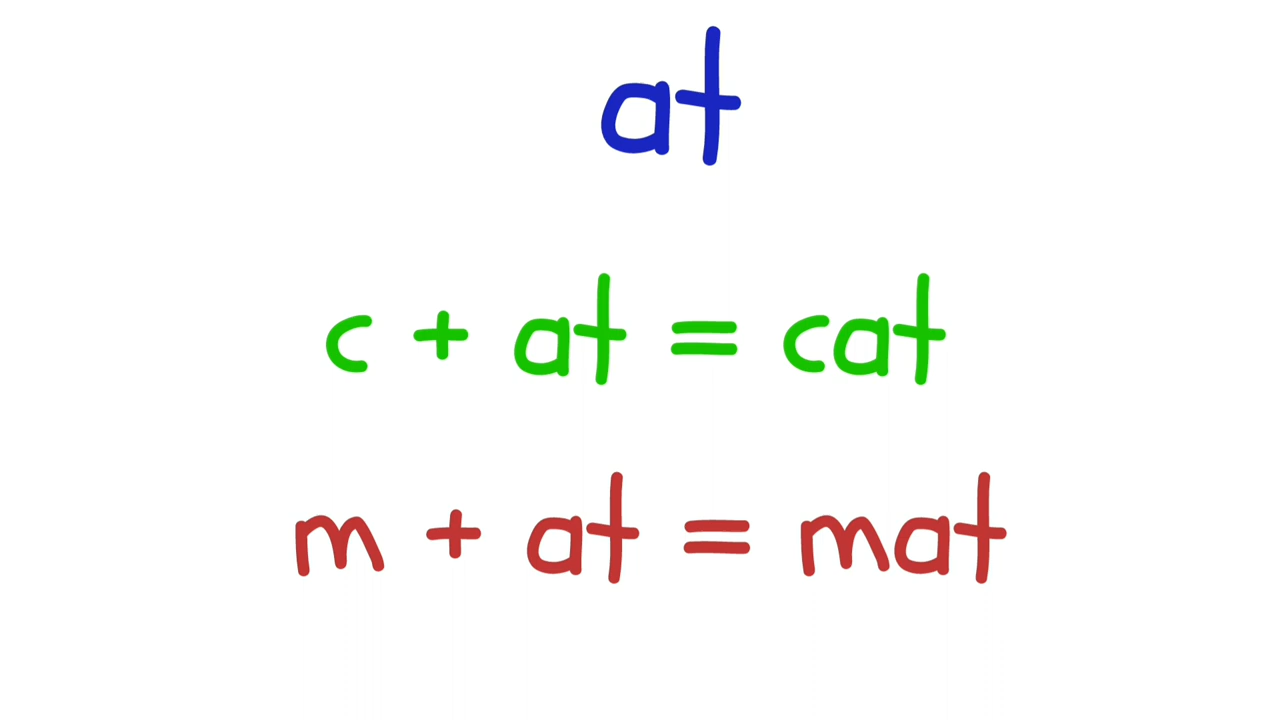 at
c + at = cat
m + at = mat